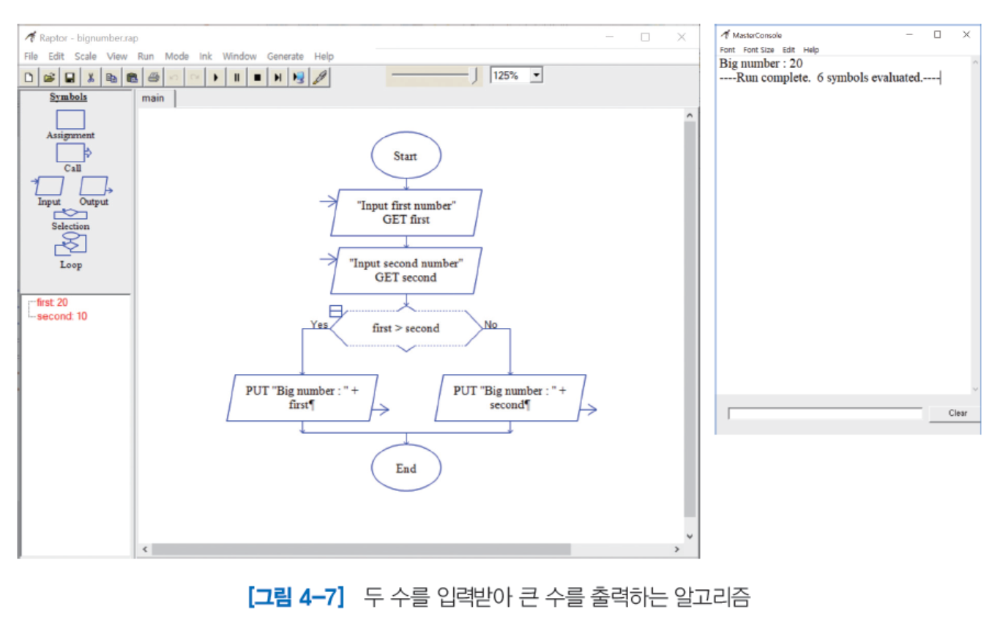 Raptor - bignumber.rap
File Edit Scale View Run Mode Ink Window Generate Help
125%
Symbols
Assignment
Call
Input Output
Selection
Loop
first: 20
second: 10
main
Start
"Input first number"
GET first
"Input second number"
GET second
Yes
first > second
No
PUT "Big number : " +
first¶
PUT "Big number : " +
second¶
End
MasterConsole
Font Font Size Edit Help
Big number : 20
----Run complete. 6 symbols evaluated.----
Clear
[그림 4-7] 두 수를 입력받아 큰 수를 출력하는 알고리즘